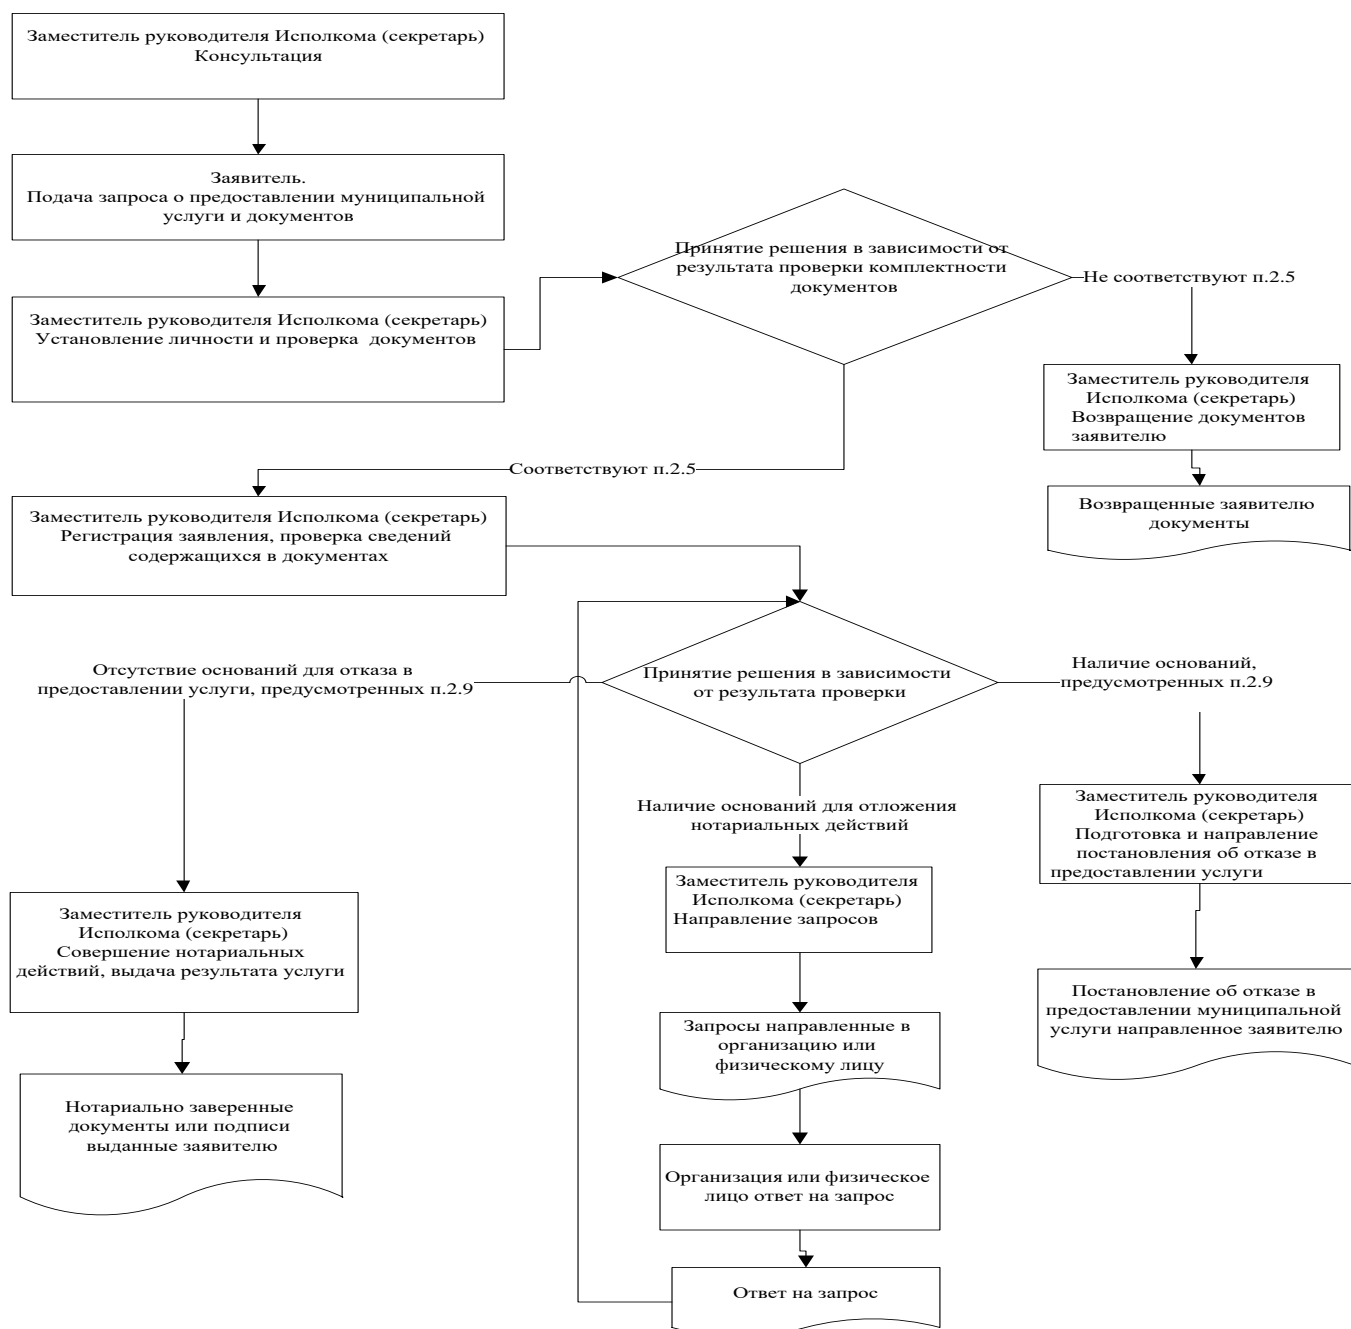 Заместитель руководителя Исполкома (секретарь)
Консультация
Заявитель.
Подача запроса о предоставлении муниципальной
услуги и документов
Принятие решения в зависимости от
результата проверки комплектности
документов
Не соответствуют п.2.5
Заместитель руководителя Исполкома (секретарь)
Установление личности и проверка документов
Заместитель руководителя
Исполкома (секретарь)
Возвращение документов
заявителю
Соответствуют п.2.5
Возвращенные заявителю
документы
Заместитель руководителя Исполкома (секретарь)
Регистрация заявления, проверка сведений
содержащихся в документах
Отсутствие оснований для отказа в
предоставлении услуги, предусмотренных п.2.9
Принятие решения в зависимости
от результата проверки
Наличие оснований,
предусмотренных п.2.9
Наличие оснований для отложения
нотариальных действий
Заместитель руководителя
Исполкома (секретарь)
Подготовка и направление
постановления об отказе в
предоставлении услуги
Заместитель руководителя
Исполкома (секретарь)
Направление запросов
Заместитель руководителя
Исполкома (секретарь)
Совершение нотариальных
действий, выдача результата услуги
Постановление об отказе в
предоставлении муниципальной
услуги направленное заявителю
Запросы направленные в
организацию или
физическому лицу
Нотариально заверенные
документы или подписи
выданные заявителю
Организация или физическое
лицо ответ на запрос
Ответ на запрос